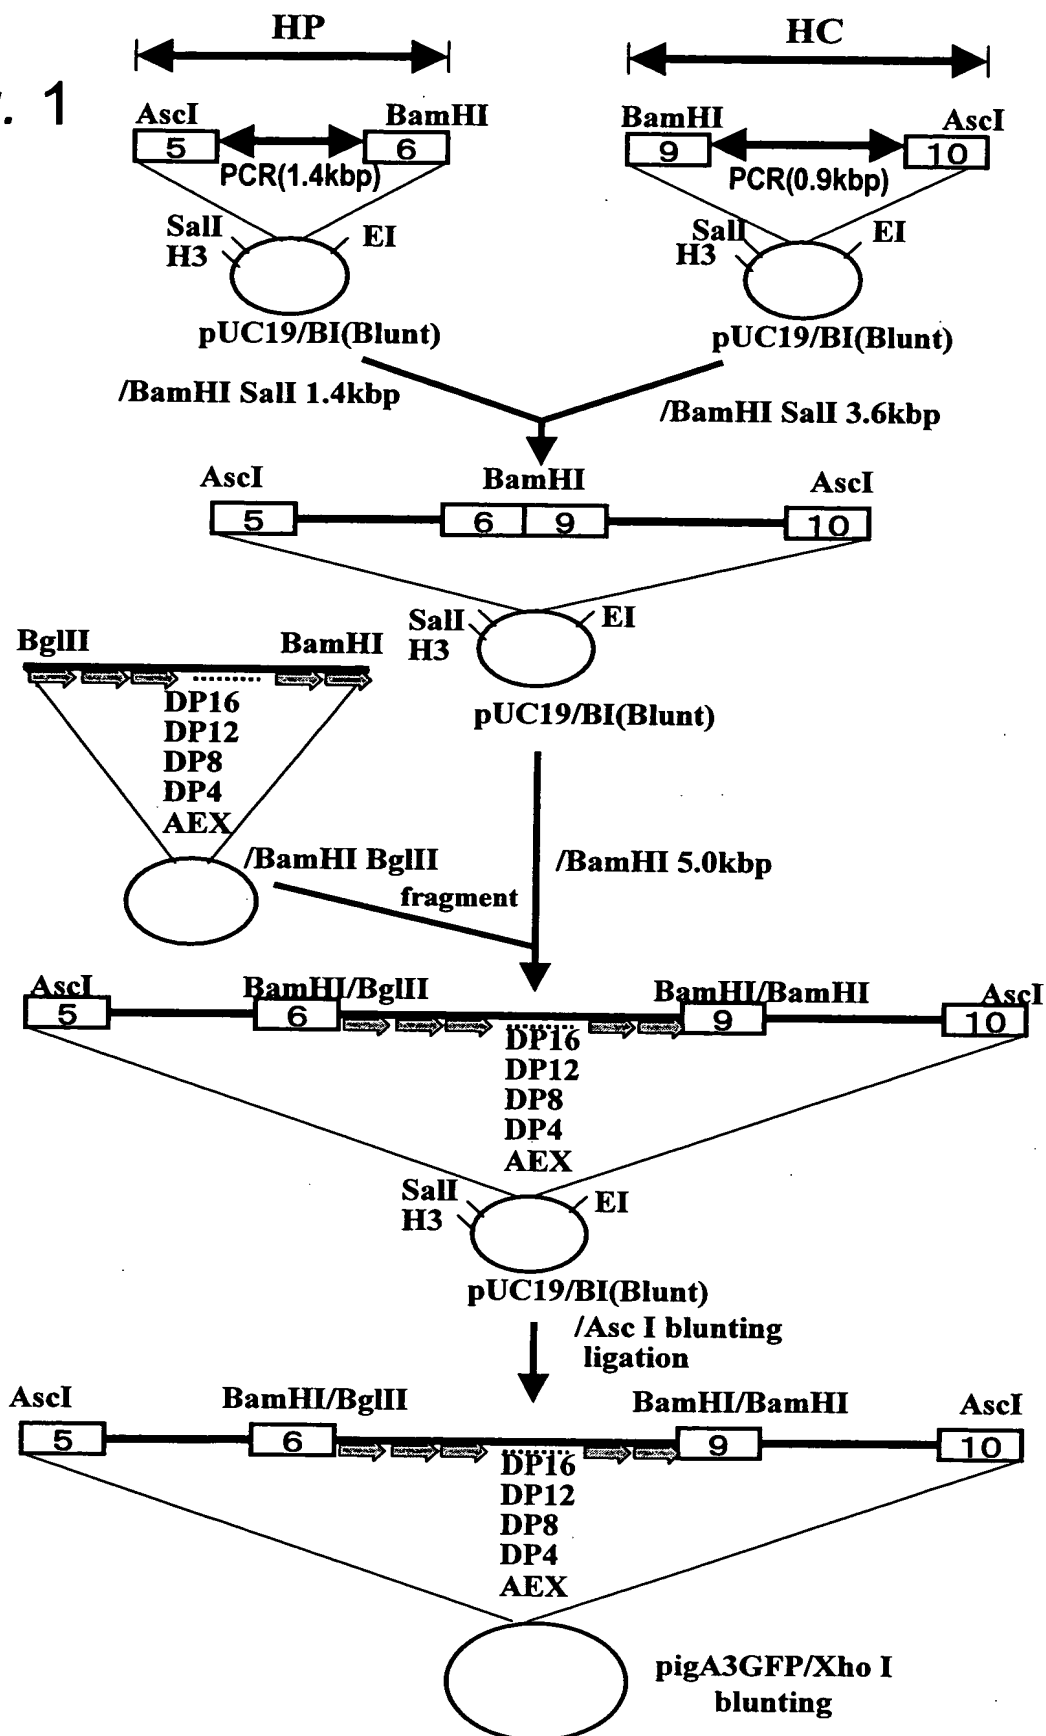 HP HC
. 1
AscI BamHI BamHI AscI
5 6 9 10
PCR(1.4kbp) PCR(0.9kbp)
SalI EI SalI EI
H3 H3
pUC19/BI(Blunt) pUC19/BI(Blunt)
/BamHI SalI 1.4kbp /BamHI SalI 3.6kbp
AscI BamHI AscI
5 6 9 10
SalI EI
H3
BglII BamHI
pUC19/BI(Blunt)
DP16
DP12
DP8
DP4
AEX
/BamHI BglII
fragment
/BamHI 5.0kbp
AscI BamHI/BglII BamHI/BamHI AscI
5 6 9 10
DP16
DP12
DP8
DP4
AEX
SalI EI
H3
pUC19/BI(Blunt)
/Asc I blunting
ligation
AscI BamHI/BglII BamHI/BamHI AscI
5 6 9 10
DP16
DP12
DP8
DP4
AEX
pigA3GFP/Xho I
blunting